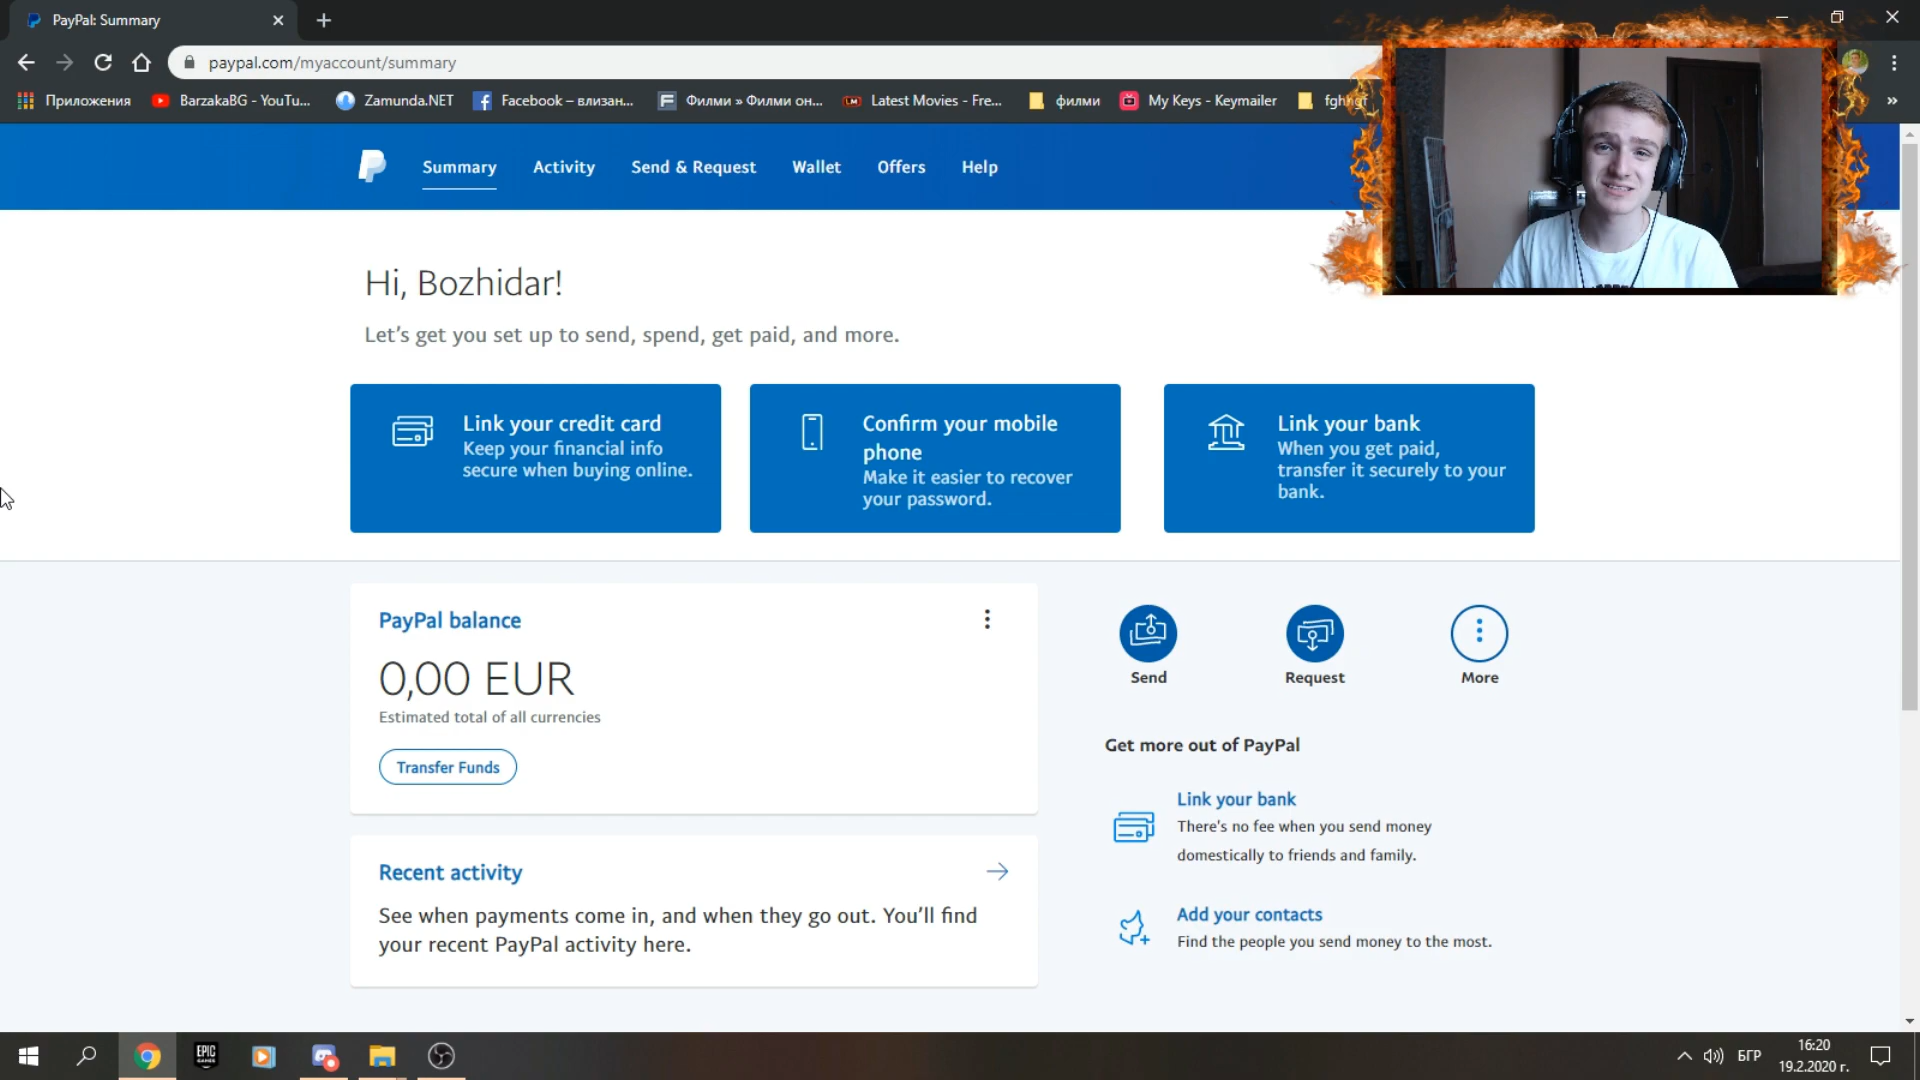 PayPal: Summary
paypal.com/myaccount/summary
Приложения
BarzakaBG - YouTu...
Zamunda.NET
Facebook – влизан...
Филми » Филми он...
Latest Movies - Fre...
филми
My Keys - Keymailer
fghhgf
Summary
Activity
Send & Request
Wallet
Offers
Help
Hi, Bozhidar!
Let's get you set up to send, spend, get paid, and more.
Link your credit card
Keep your financial info
secure when buying online.
Confirm your mobile
phone
Make it easier to recover
your password.
Link your bank
When you get paid,
transfer it securely to your
bank.
PayPal balance
0,00 EUR
Estimated total of all currencies
Transfer Funds
Send
Request
More
Get more out of PayPal
Link your bank
There's no fee when you send money
domestically to friends and family.
Add your contacts
Find the people you send money to the most.
Recent activity
See when payments come in, and when they go out. You'll find
your recent PayPal activity here.
EPIC
GAMES
БГР
16:20
19.2.2020 г.